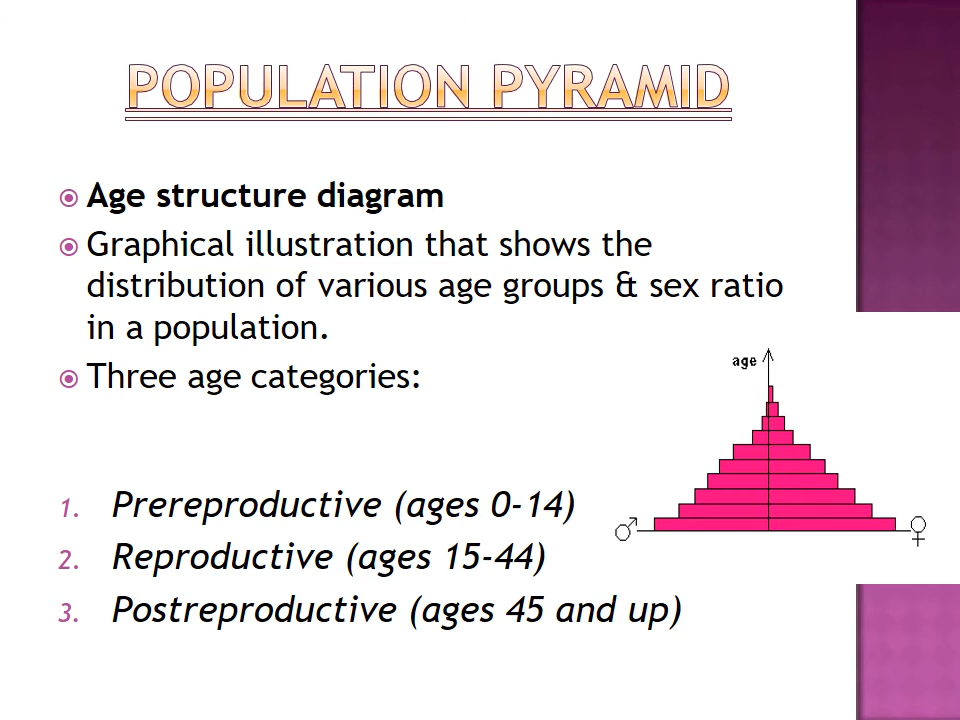 POPULATION PYRAMID
Age structure diagram
Graphical illustration that shows the
distribution of various age groups & sex ratio
in a population.
Three age categories:
age
1. Prereproductive (ages 0-14)
2. Reproductive (ages 15-44)
3. Postreproductive (ages 45 and up)
♂
♀